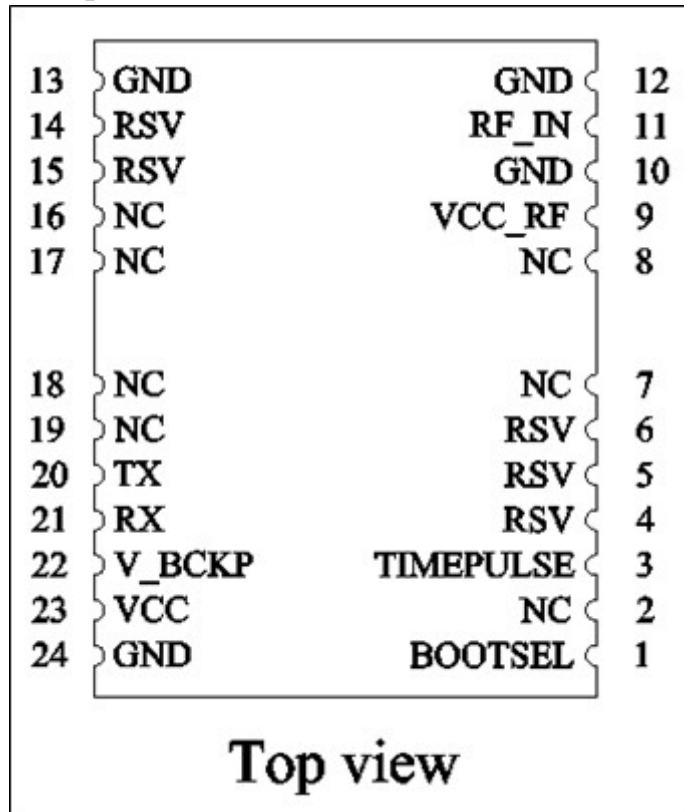 13 GND GND 12
14 RSV RF_IN 11
15 RSV GND 10
16 NC VCC_RF 9
17 NC NC 8
18 NC NC 7
19 NC RSV 6
20 TX RSV 5
21 RX RSV 4
22 V_BCKP TIMEPULSE 3
23 VCC NC 2
24 GND BOOTSEL 1
Top view